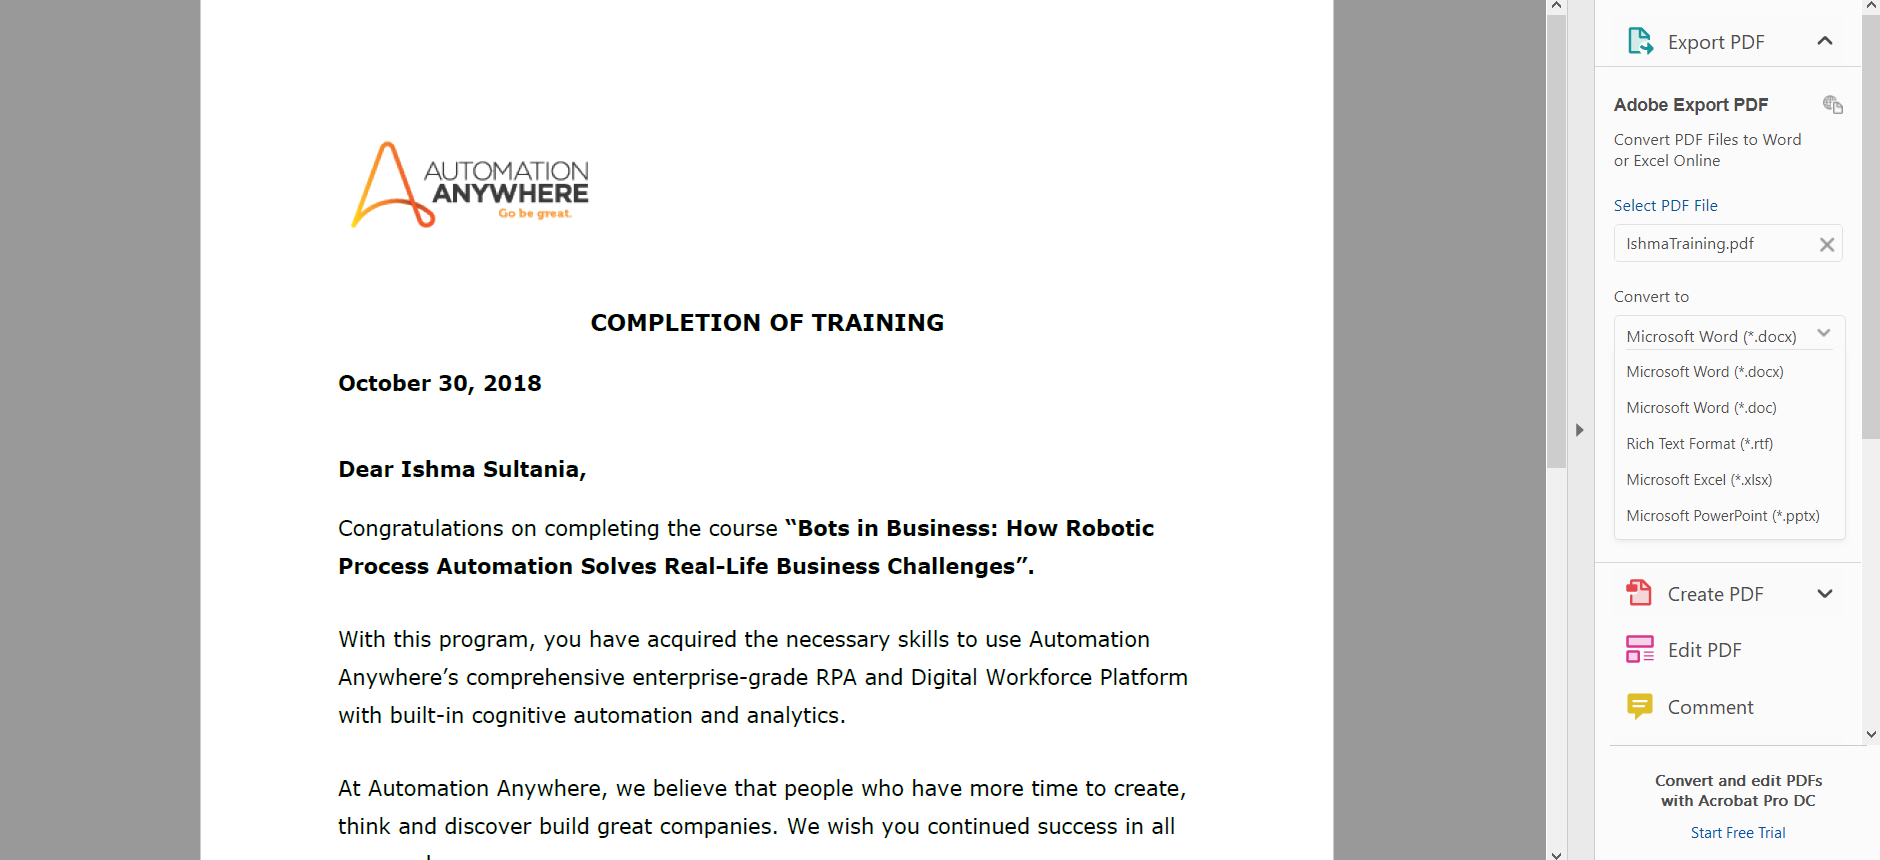 AUTOMATION
ANYWHERE
Go be great.
COMPLETION OF TRAINING
October 30, 2018
Dear Ishma Sultania,
Congratulations on completing the course “Bots in Business: How Robotic
Process Automation Solves Real-Life Business Challenges”.
With this program, you have acquired the necessary skills to use Automation
Anywhere’s comprehensive enterprise-grade RPA and Digital Workforce Platform
with built-in cognitive automation and analytics.
At Automation Anywhere, we believe that people who have more time to create,
think and discover build great companies. We wish you continued success in all
Export PDF
Adobe Export PDF
Convert PDF Files to Word
or Excel Online
Select PDF File
IshmaTraining.pdf
Convert to
Microsoft Word (*.docx)
Microsoft Word (*.docx)
Microsoft Word (*.doc)
Rich Text Format (*.rtf)
Microsoft Excel (*.xlsx)
Microsoft PowerPoint (*.pptx)
Create PDF
Edit PDF
Comment
Convert and edit PDFs
with Acrobat Pro DC
Start Free Trial